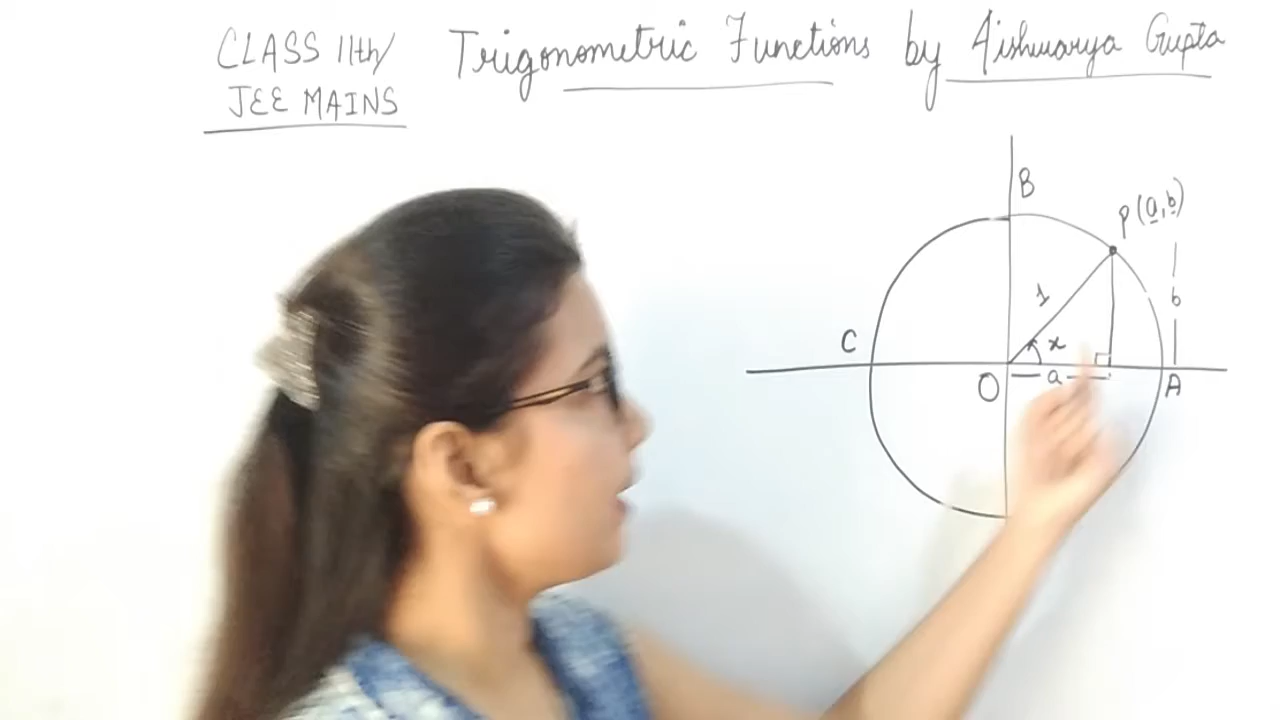 CLASS 11th/
JEE MAINS
Trigonometric Functions by Aishwarya Gupta
B
P(a,b)
1
b
C
x
O
a
A